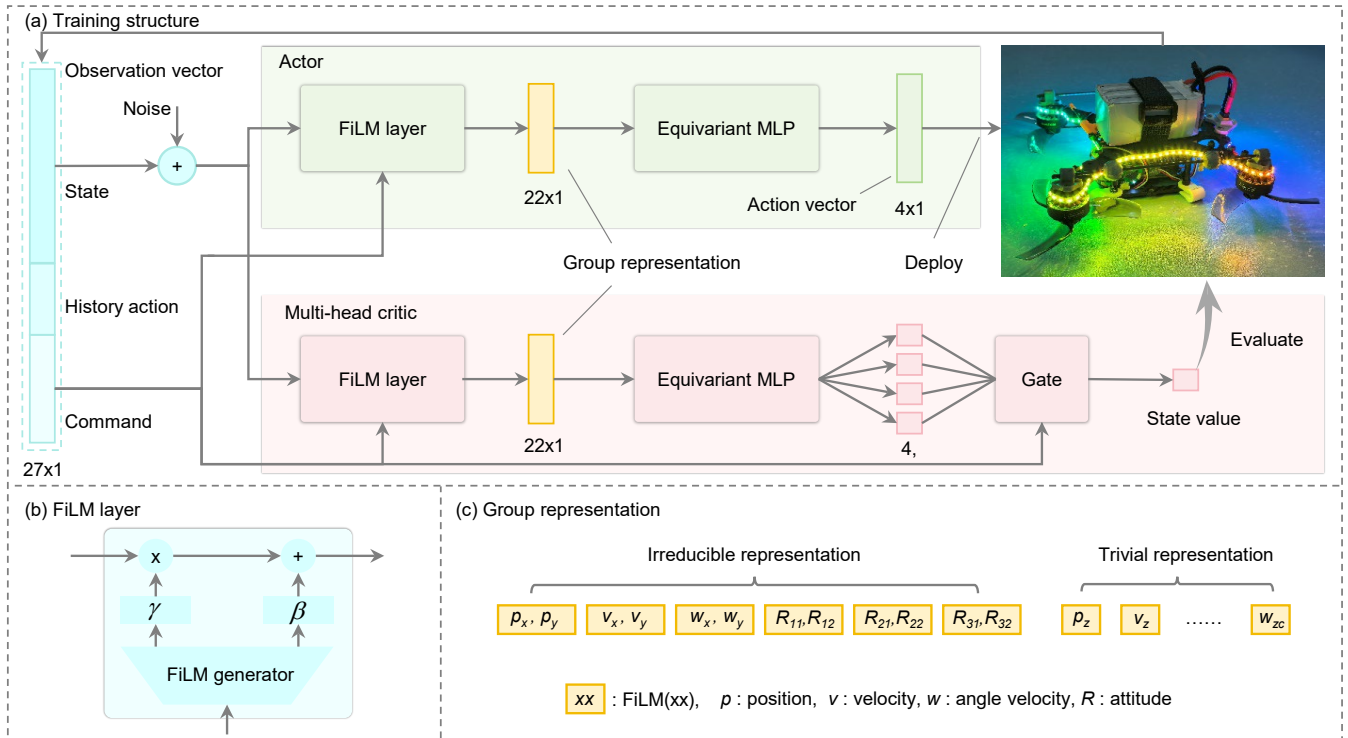 (a) Training structure
Observation vector
Noise
+
State
History action
Command
27x1
Actor
FiLM layer
22x1
Equivariant MLP
Action vector
4x1
Deploy
Group representation
Multi-head critic
FiLM layer
22x1
Equivariant MLP
4,
Gate
State value
Evaluate
(b) FiLM layer
x
+
γ
β
FiLM generator
(c) Group representation
Irreducible representation
Trivial representation
p_x, p_y
v_x, v_y
w_x, w_y
R_11,R_12
R_21,R_22
R_31,R_32
p_z
v_z
......
w_zc
xx : FiLM(xx), p : position, v : velocity, w : angle velocity, R : attitude